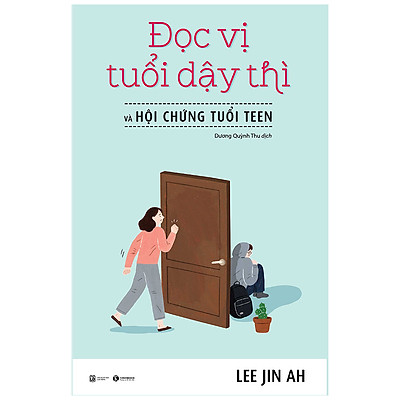 Đọc vị
tuổi dậy thì
và HỘI CHỨNG TUỔI TEEN
Dương Quỳnh Thu dịch
LEE JIN AH